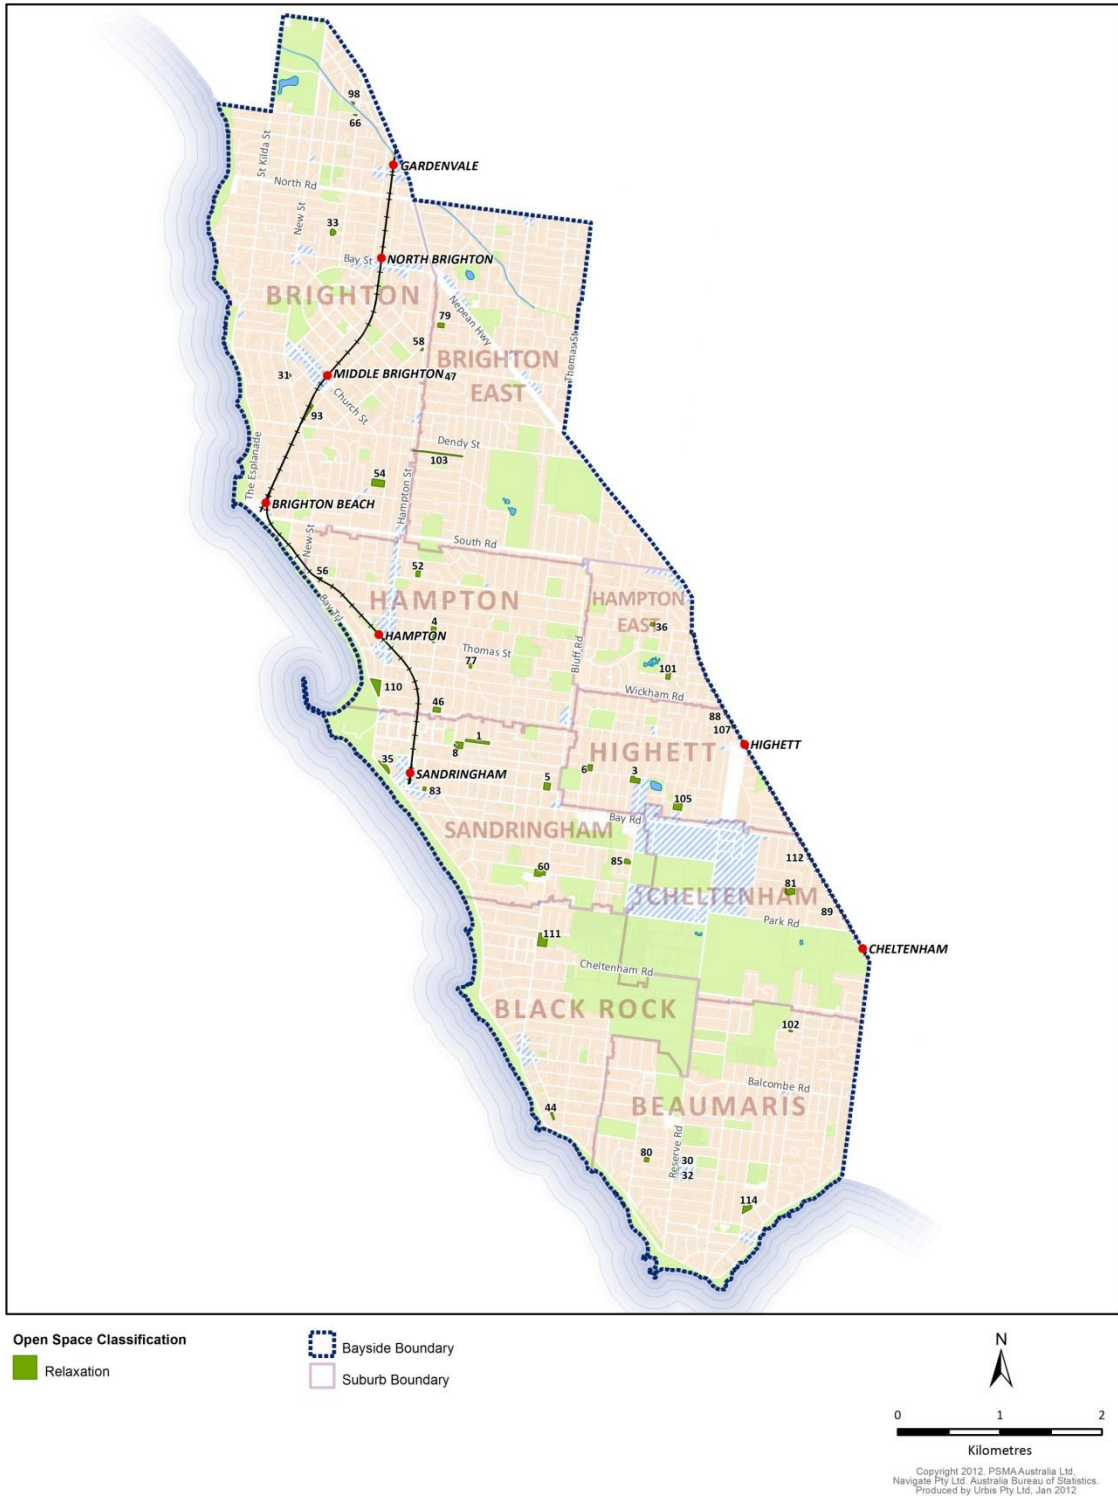 98
66
GARDENVALE
St Kilda St
North Rd
New St
33
Bay St
NORTH BRIGHTON
BRIGHTON
Nepean Hwy
79
58
BRIGHTON
EAST
Thomas St
31
MIDDLE BRIGHTON
47
Church St
93
Dendy St
103
The Esplanade
54
Hampton St
BRIGHTON BEACH
New St
South Rd
56
52
HAMPTON
HAMPTON
EAST
Bay Trl
4
36
HAMPTON
Bluff Rd
Thomas St
77
101
110
Wickham Rd
46
88
107
1
HIGHETT
HIGHETT
8
35
SANDRINGHAM
6
3
5
83
105
Bay Rd
SANDRINGHAM
112
85
60
81
CHELTENHAM
89
Park Rd
111
CHELTENHAM
Cheltenham Rd
BLACK ROCK
102
Balcombe Rd
44
BEAUMARIS
Reserve Rd
80
30
32
114
Open Space Classification
Relaxation
Bayside Boundary
Suburb Boundary
N
0 1 2
Kilometres
Copyright 2012. PSMA Australia Ltd,
Navigate Pty Ltd. Australia Bureau of Statistics.
Produced by Urbis Pty Ltd, Jan 2012